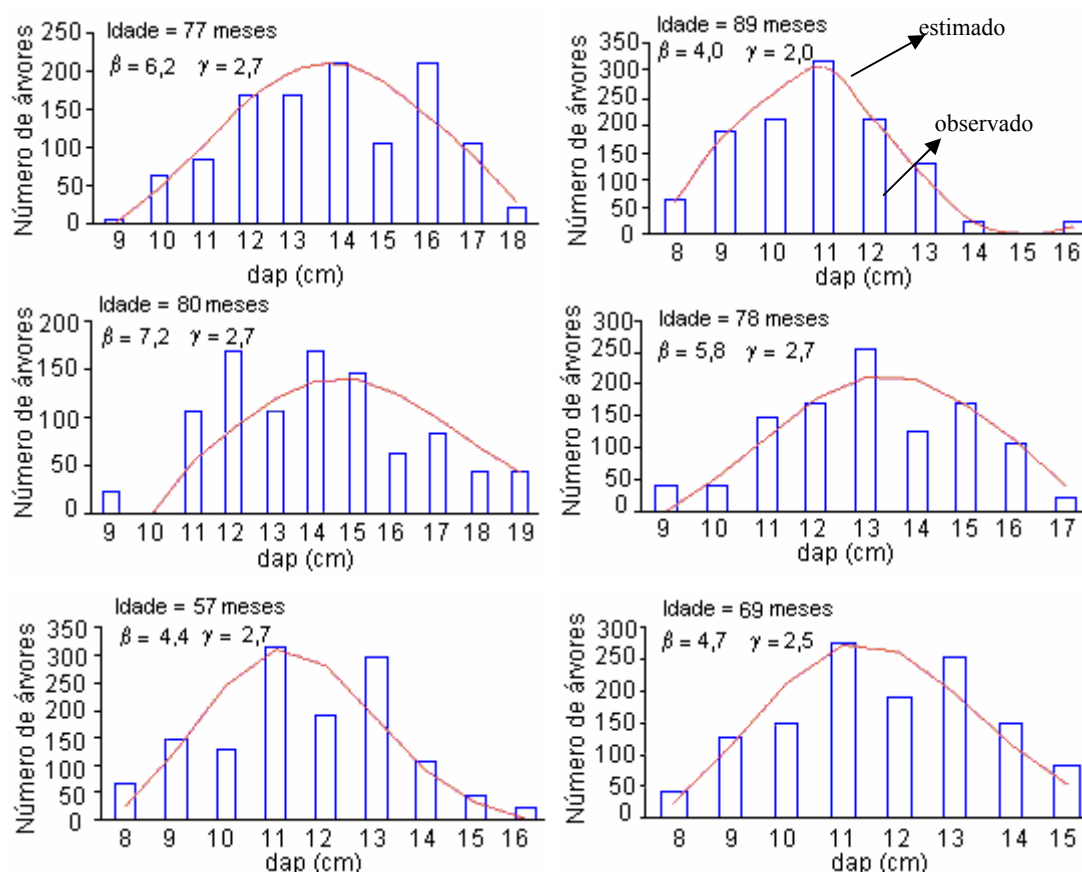 Idade = 77 meses
β = 6,2 γ = 2,7
Número de árvores
250
200
150
100
50
0
9 10 11 12 13 14 15 16 17 18
dap (cm)
Idade = 89 meses
β = 4,0 γ = 2,0
estimado
observado
Número de árvores
350
300
250
200
150
100
50
0
8 9 10 11 12 13 14 15 16
dap (cm)
Idade = 80 meses
β = 7,2 γ = 2,7
Número de árvores
200
150
100
50
0
9 10 11 12 13 14 15 16 17 18 19
dap (cm)
Idade = 78 meses
β = 5,8 γ = 2,7
Número de árvores
300
250
200
150
100
50
0
9 10 11 12 13 14 15 16 17
dap (cm)
Idade = 57 meses
β = 4,4 γ = 2,7
Número de árvores
350
300
250
200
150
100
50
0
8 9 10 11 12 13 14 15 16
dap (cm)
Idade = 69 meses
β = 4,7 γ = 2,5
Número de árvores
300
250
200
150
100
50
0
8 9 10 11 12 13 14 15
dap (cm)